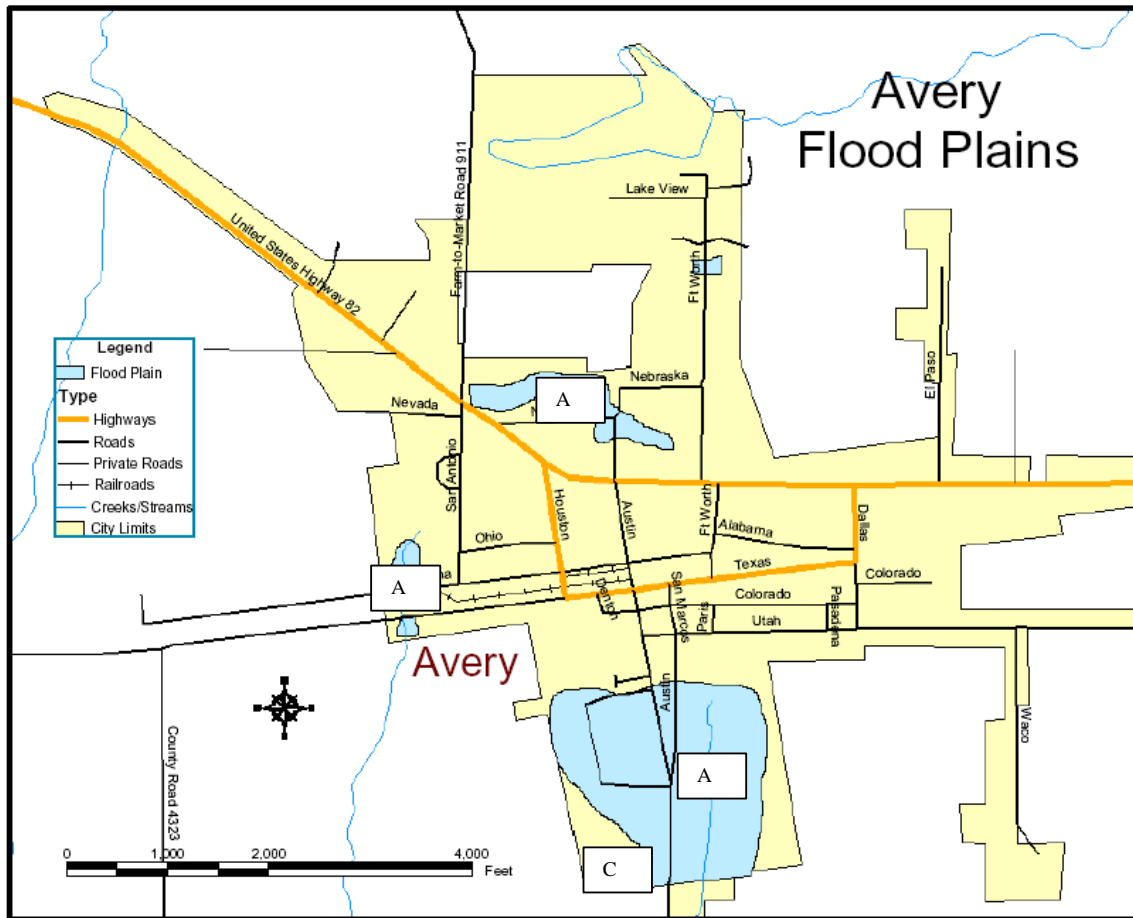 Avery
Flood Plains
Farm-to-Market Road 911
Lake View
United States Highway 82
Ft Worth
El Paso
Legend
Flood Plain
Type
Highways
Roads
Private Roads
Railroads
Creeks/Streams
City Limits
Nebraska
Nevada
A
San Antonio
Houston
Austin
Ft Worth
Dallas
Alabama
Ohio
Texas
A
Denton
San Marcos
Colorado
Colorado
Paris
Utah
Pasadena
Avery
Austin
Waco
County Road 4323
A
C
0 1,000 2,000 4,000
Feet